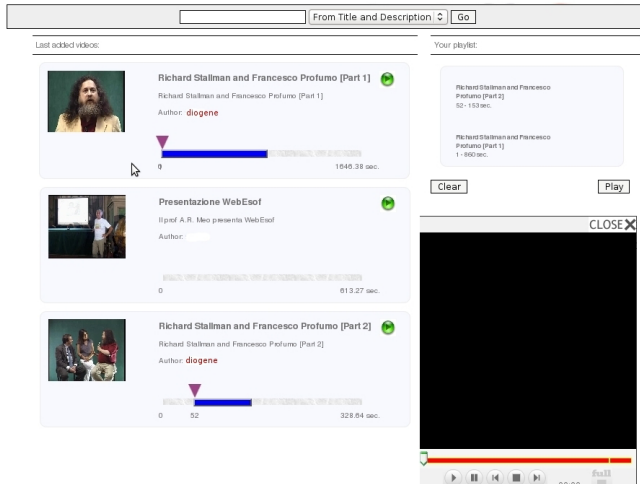 From Title and Description Go
Last added videos:
Richard Stallman and Francesco Profumo [Part 1]
Richard Stallman and Francesco Profumo [Part 1]
Author: diogene
0
1646.38 sec.
Presentazione WebEsof
Il prof A.R. Meo presenta WebEsof
Author:
0
613.27 sec.
Richard Stallman and Francesco Profumo [Part 2]
Richard Stallman and Francesco Profumo [Part 2]
Author: diogene
0 52
328.64 sec.
Your playlist:
Richard Stallman and Francesco
Profumo [Part 2]
52 - 153 sec.
Richard Stallman and Francesco
Profumo [Part 1]
1 - 860 sec.
Clear Play
CLOSE
full